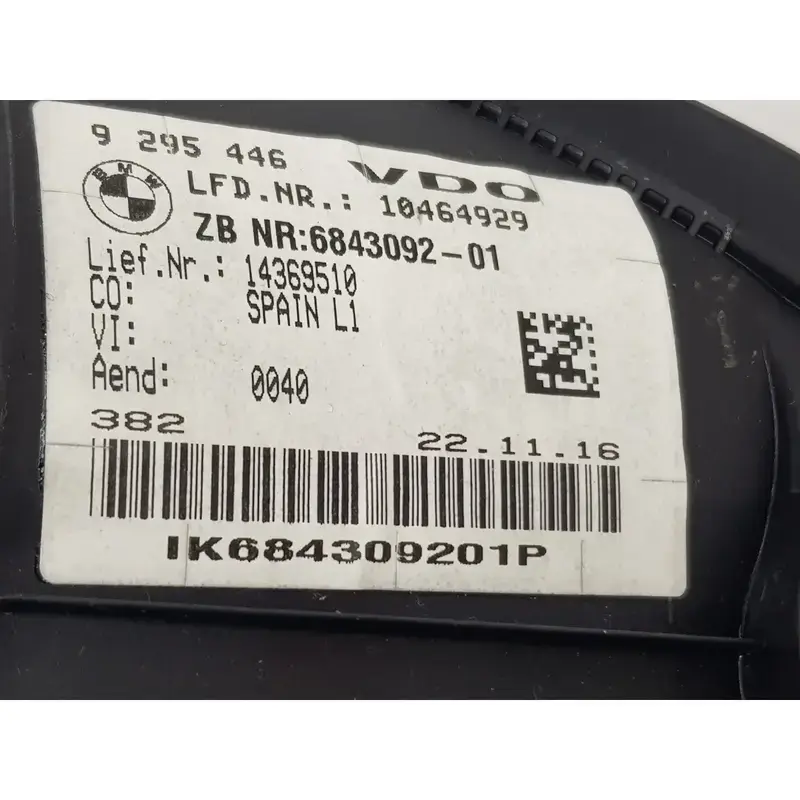 9 295 446
VDO
BMW
LFD.NR.: 10464929
ZB NR:6843092-01
Lief.Nr.: 14369510
CO: SPAIN L1
VI:
Aend: 0040
382
22.11.16
IK684309201P